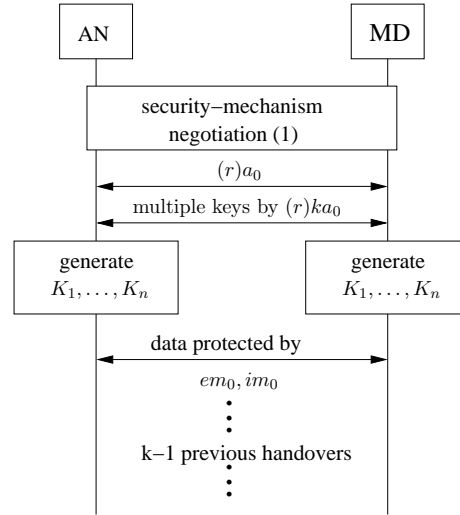 AN
MD
security−mechanism
negotiation (1)
(r)a₀
multiple keys by (r)ka₀
generate
K₁, . . . , Kₙ
generate
K₁, . . . , Kₙ
data protected by
em₀, im₀
k−1 previous handovers